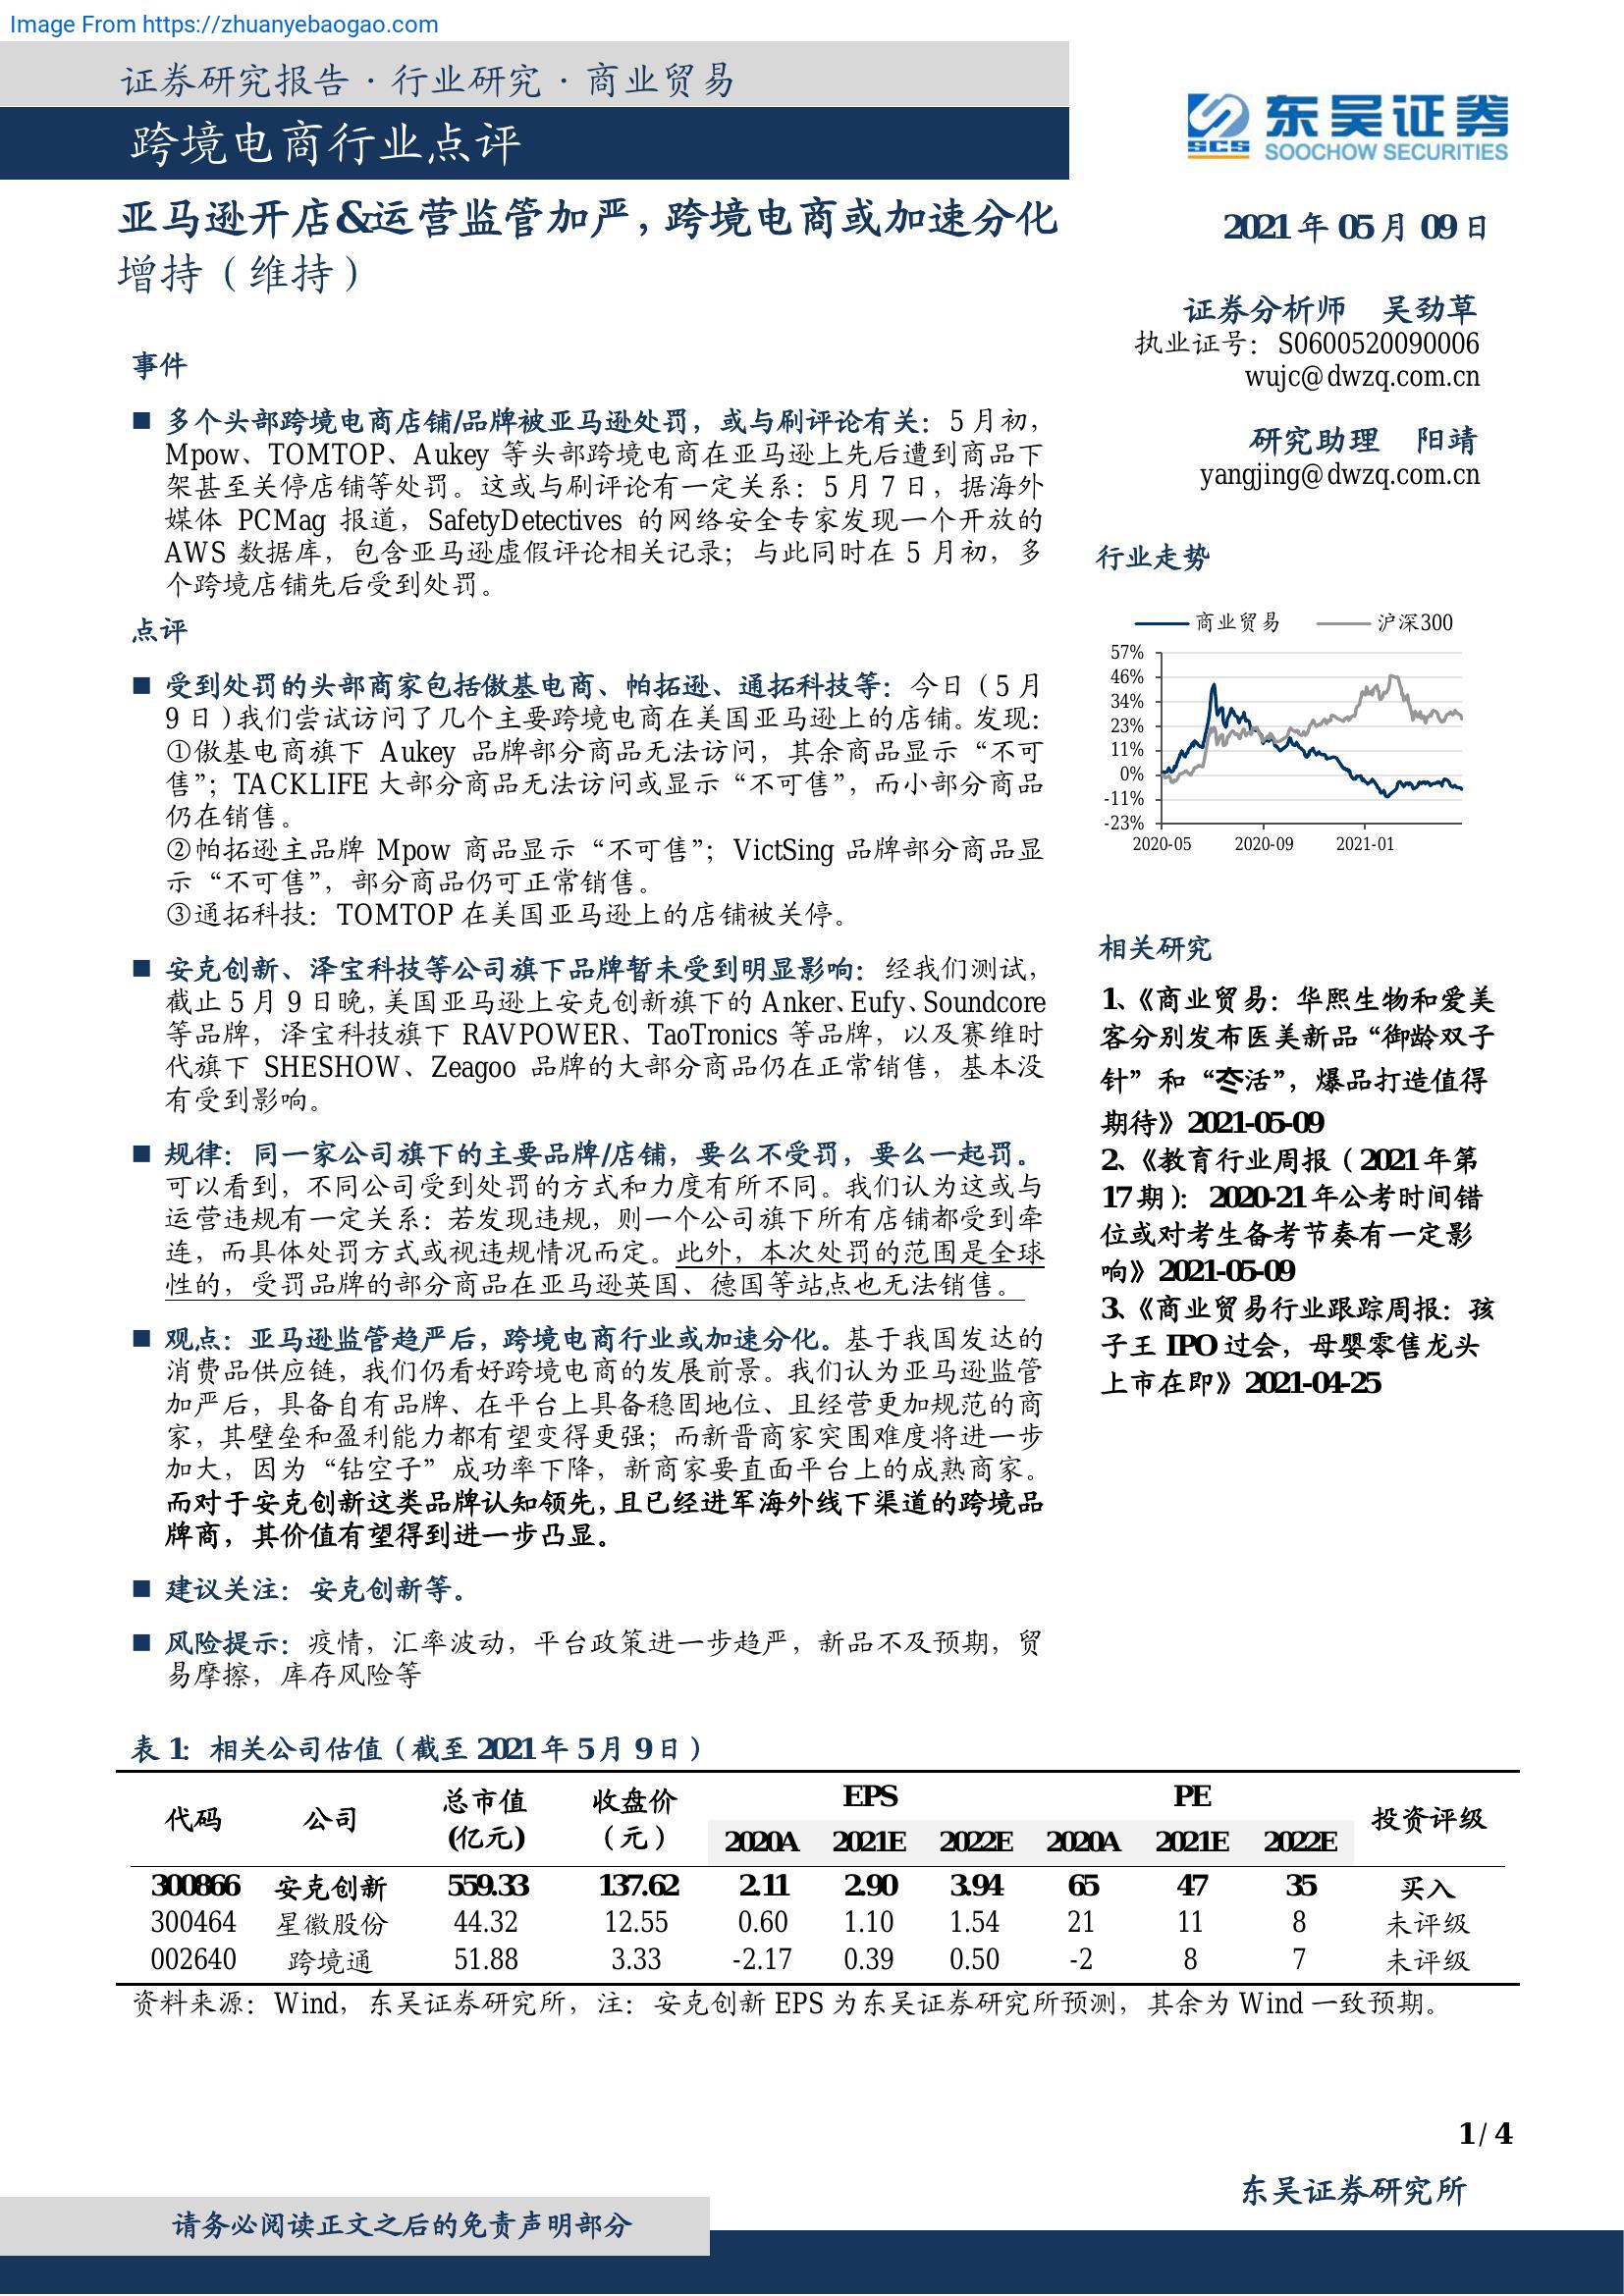 Image From https://zhuanyebaogao.com
证券研究报告·行业研究·商业贸易
跨境电商行业点评
东吴证券
SCS
SOOCHOW SECURITIES
亚马逊开店&运营监管加严，跨境电商或加速分化
增持（维持）
事件
■ 多个头部跨境电商店铺/品牌被亚马逊处罚，或与刷评论有关：5 月初，
Mpow、TOMTOP、Aukey 等头部跨境电商在亚马逊上先后遭到商品下
架甚至关停店铺等处罚。这或与刷评论有一定关系：5 月 7 日，据海外
媒体 PCMag 报道，SafetyDetectives 的网络安全专家发现一个开放的
AWS 数据库，包含亚马逊虚假评论相关记录；与此同时在 5 月初，多
个跨境店铺先后受到处罚。
点评
■ 受到处罚的头部商家包括傲基电商、帕拓逊、通拓科技等：今日（5 月
9 日）我们尝试访问了几个主要跨境电商在美国亚马逊上的店铺。发现：
①傲基电商旗下 Aukey 品牌部分商品无法访问，其余商品显示“不可
售”；TACKLIFE 大部分商品无法访问或显示“不可售”，而小部分商品
仍在销售。
②帕拓逊主品牌 Mpow 商品显示“不可售”；VictSing 品牌部分商品显
示“不可售”，部分商品仍可正常销售。
③通拓科技：TOMTOP 在美国亚马逊上的店铺被关停。
■ 安克创新、泽宝科技等公司旗下品牌暂未受到明显影响：经我们测试，
截止 5 月 9 日晚，美国亚马逊上安克创新旗下的 Anker、Eufy、Soundcore
等品牌，泽宝科技旗下 RAVPOWER、TaoTronics 等品牌，以及赛维时
代旗下 SHESHOW、Zeagoo 品牌的大部分商品仍在正常销售，基本没
有受到影响。
■ 规律：同一家公司旗下的主要品牌/店铺，要么不受罚，要么一起罚。
可以看到，不同公司受到处罚的方式和力度有所不同。我们认为这或与
运营违规有一定关系：若发现违规，则一个公司旗下所有店铺都受到牵
连，而具体处罚方式或视违规情况而定。此外，本次处罚的范围是全球
性的，受罚品牌的部分商品在亚马逊英国、德国等站点也无法销售。
■ 观点：亚马逊监管趋严后，跨境电商行业或加速分化。基于我国发达的
消费品供应链，我们仍看好跨境电商的发展前景。我们认为亚马逊监管
加严后，具备自有品牌、在平台上具备稳固地位、且经营更加规范的商
家，其壁垒和盈利能力都有望变得更强；而新晋商家突围难度将进一步
加大，因为“钻空子”成功率下降，新商家要直面平台上的成熟商家。
而对于安克创新这类品牌认知领先，且已经进军海外线下渠道的跨境品
牌商，其价值有望得到进一步凸显。
■ 建议关注：安克创新等。
■ 风险提示：疫情，汇率波动，平台政策进一步趋严，新品不及预期，贸
易摩擦，库存风险等
2021 年 05 月 09 日
证券分析师 吴劲草
执业证号：S0600520090006
wujc@dwzq.com.cn
研究助理 阳靖
yangjing@dwzq.com.cn
行业走势
商业贸易 沪深300
57%
46%
34%
23%
11%
0%
-11%
-23%
2020-05 2020-09 2021-01
相关研究
1、《商业贸易：华熙生物和爱美
客分别发布医美新品“御龄双子
针”和“冭活”，爆品打造值得
期待》2021-05-09
2、《教育行业周报（2021 年第
17 期）：2020-21 年公考时间错
位或对考生备考节奏有一定影
响》2021-05-09
3、《商业贸易行业跟踪周报：孩
子王 IPO 过会，母婴零售龙头
上市在即》2021-04-25
表 1：相关公司估值（截至 2021 年 5 月 9 日）
代码 公司 总市值(亿元) 收盘价（元） EPS PE 投资评级
2020A 2021E 2022E 2020A 2021E 2022E
300866 安克创新 559.33 137.62 2.11 2.90 3.94 65 47 35 买入
300464 星徽股份 44.32 12.55 0.60 1.10 1.54 21 11 8 未评级
002640 跨境通 51.88 3.33 -2.17 0.39 0.50 -2 8 7 未评级
资料来源：Wind，东吴证券研究所，注：安克创新 EPS 为东吴证券研究所预测，其余为 Wind 一致预期。
1 / 4
东吴证券研究所
请务必阅读正文之后的免责声明部分